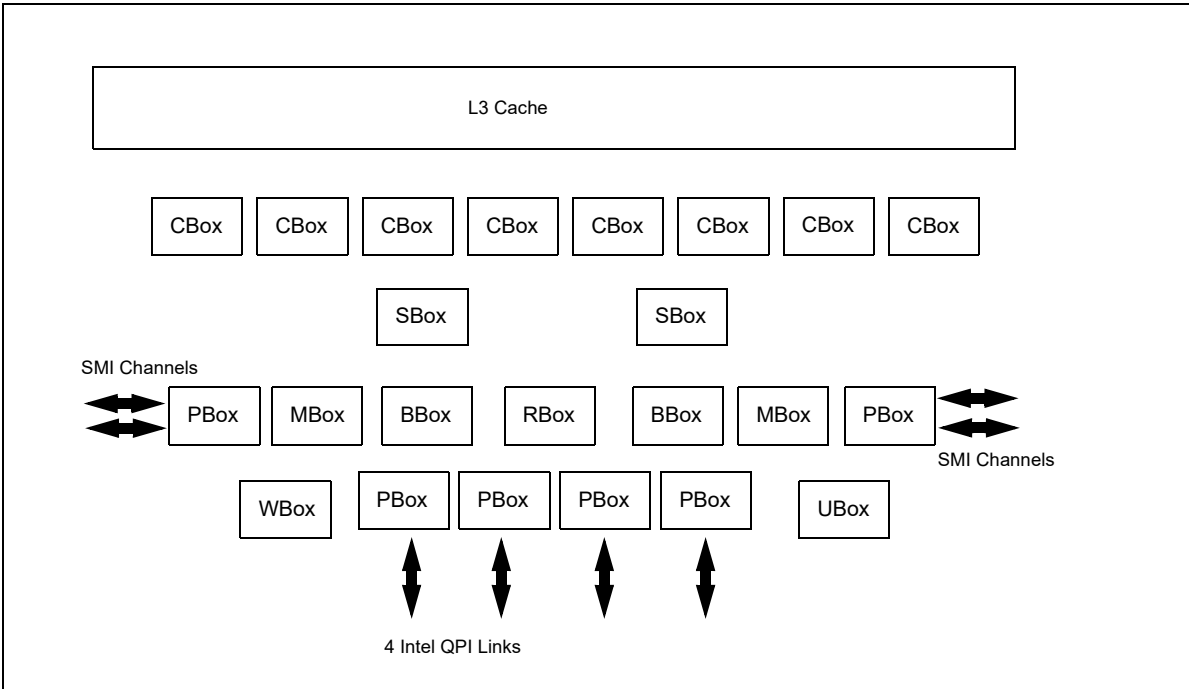 L3 Cache
CBox CBox CBox CBox CBox CBox CBox CBox
SBox SBox
SMI Channels
PBox MBox BBox RBox BBox MBox PBox
SMI Channels
WBox PBox PBox PBox PBox UBox
4 Intel QPI Links